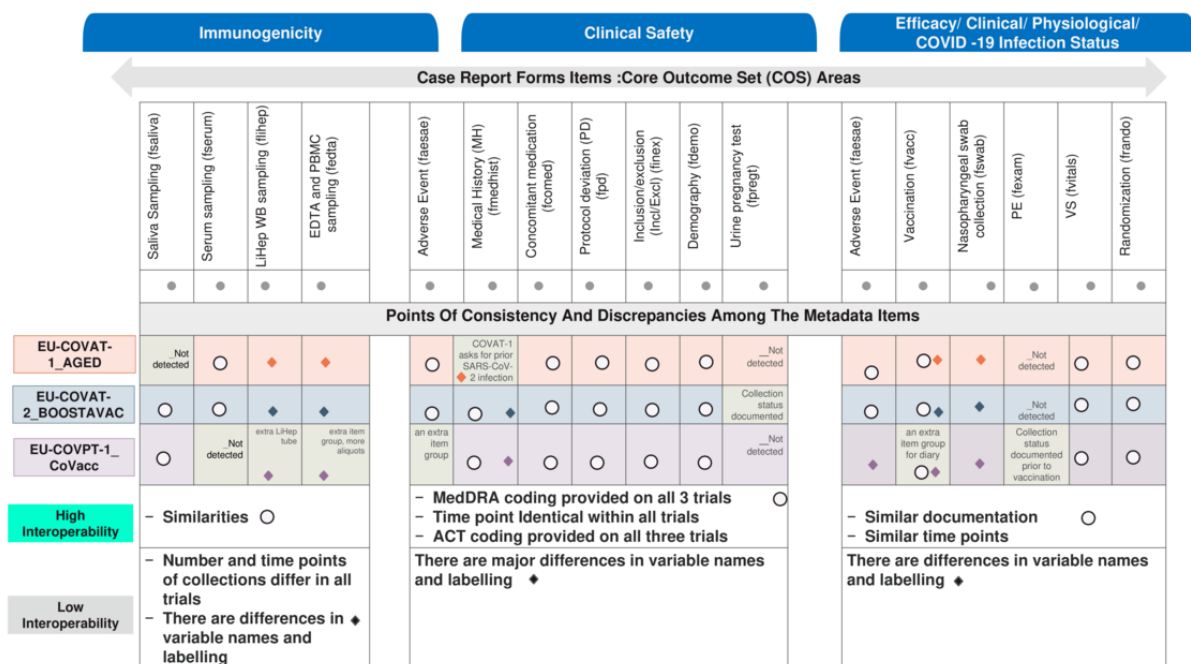 Immunogenicity
Clinical Safety
Efficacy/ Clinical/ Physiological/
COVID -19 Infection Status
Case Report Forms Items :Core Outcome Set (COS) Areas
Saliva Sampling (fsaliva)
Serum sampling (fserum)
LiHep WB sampling (flihep)
EDTA and PBMC
sampling (fedta)
Adverse Event (faesae)
Medical History (MH)
(fmedhist)
Concomitant medication
(fcomed)
Protocol deviation (PD)
(fpd)
Inclusion/exclusion
(Incl/Excl) (finex)
Demography (fdemo)
Urine pregnancy test
(fpregt)
Adverse Event (faesae)
Vaccination (fvacc)
Nasopharyngeal swab
collection (fswab)
PE (fexam)
VS (fvitals)
Randomization (frando)
Points Of Consistency And Discrepancies Among The Metadata Items
EU-COVAT-
1_AGED
_Not
detected
COVAT-1
asks for prior
SARS-CoV-
2 infection
__Not
detected
_Not
detected
EU-COVAT-
2_BOOSTAVAC
Collection
status
documented
_Not
detected
EU-COVPT-1_
CoVacc
_Not
detected
extra LiHep
tube
extra item
group, more
aliquots
an extra
item
group
__Not
detected
an extra
item group
for diary
Collection
status
documented
prior to
vaccination
High
Interoperability
– Similarities
– MedDRA coding provided on all 3 trials
– Time point Identical within all trials
– ACT coding provided on all three trials
– Similar documentation
– Similar time points
Low
Interoperability
– Number and time points
of collections differ in all
trials
– There are differences in
variable names and
labelling
There are major differences in variable names
and labelling
There are differences in variable names
and labelling